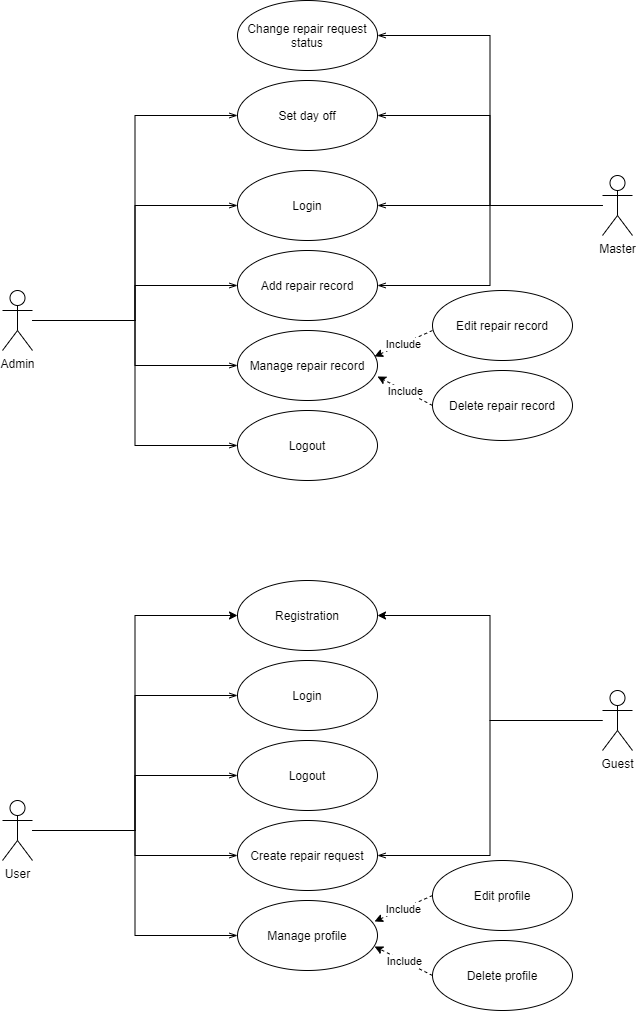 Change repair request
status
Set day off
Login
Master
Add repair record
Admin
Edit repair record
Include
Manage repair record
Include
Delete repair record
Logout
Registration
Login
Guest
Logout
User
Create repair request
Edit profile
Include
Manage profile
Include
Delete profile